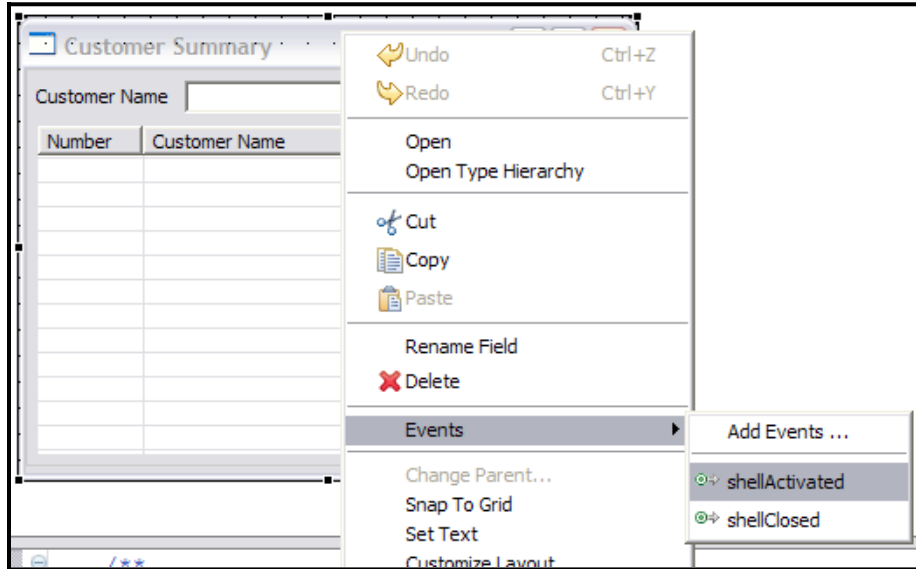 Customer Summary
Customer Name
Number Customer Name
Undo Ctrl+Z
Redo Ctrl+Y
Open
Open Type Hierarchy
Cut
Copy
Paste
Rename Field
Delete
Events
Add Events ...
shellActivated
shellClosed
Change Parent...
Snap To Grid
Set Text
Customize Layout
/**